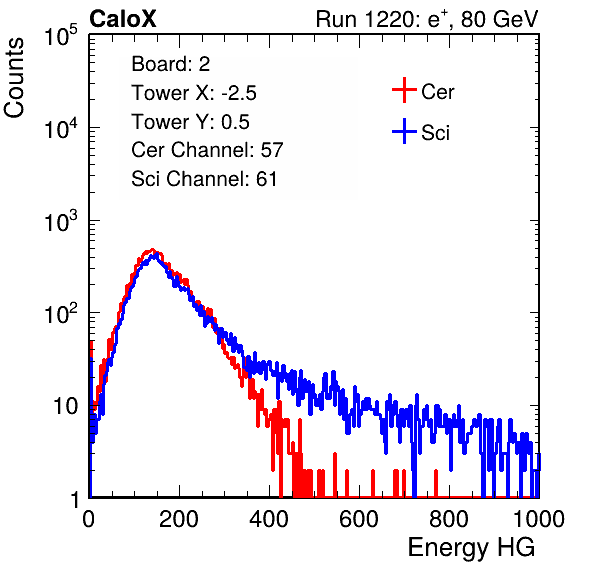 CaloX Run 1220: e⁺, 80 GeV
Counts
Board: 2
Tower X: -2.5
Tower Y: 0.5
Cer Channel: 57
Sci Channel: 61
Cer
Sci
10⁵
10⁴
10³
10²
10
1
0 200 400 600 800 1000
Energy HG